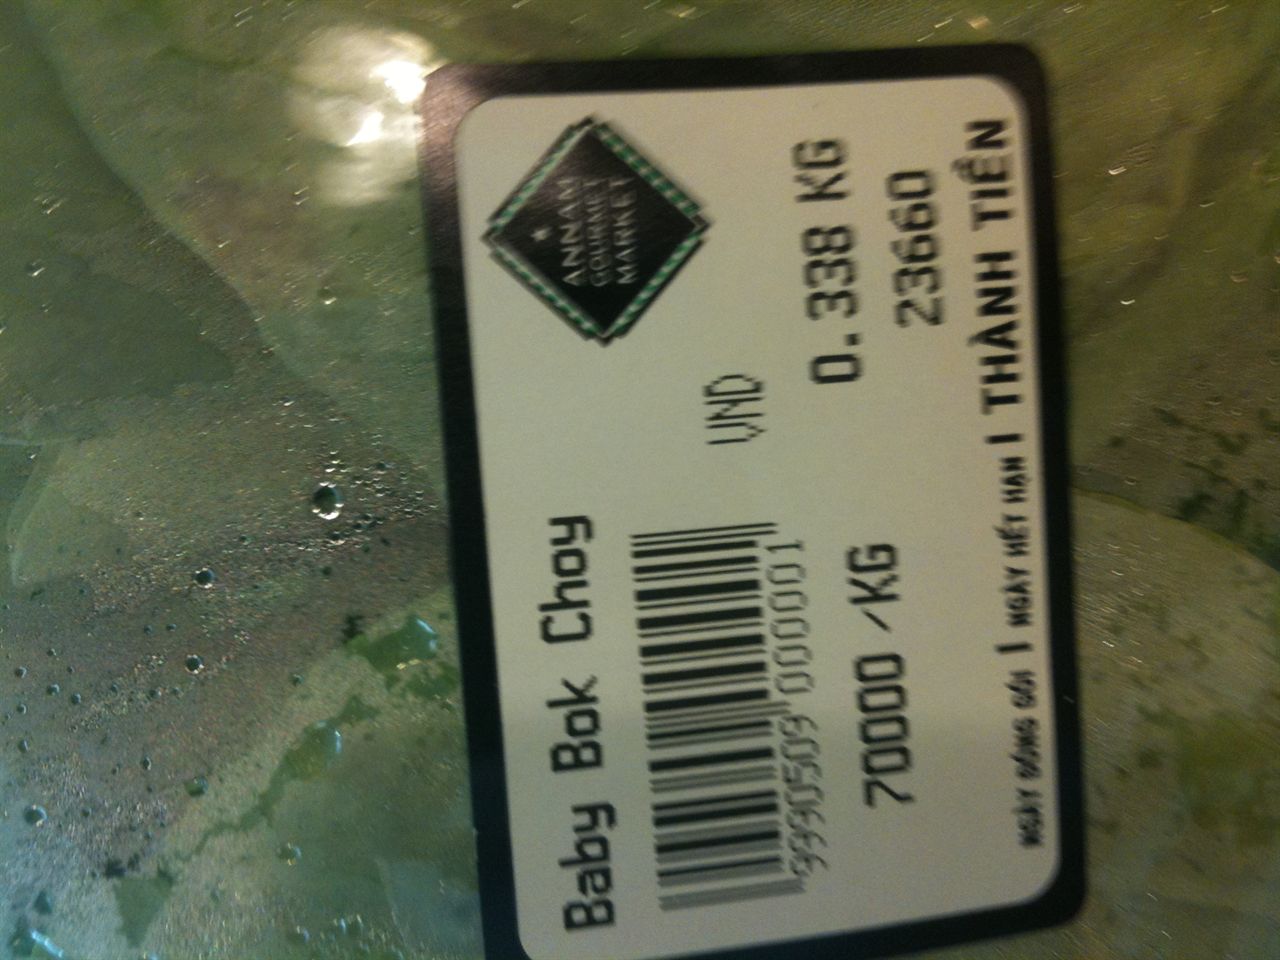 Baby Bok Choy
ANNAM
GOURMET
MARKET
VND
9990509 000001
0.338 KG
70000 /KG
23660
NGÀY ĐÓNG GÓI | NGÀY HẾT HẠN | THÀNH TIỀN